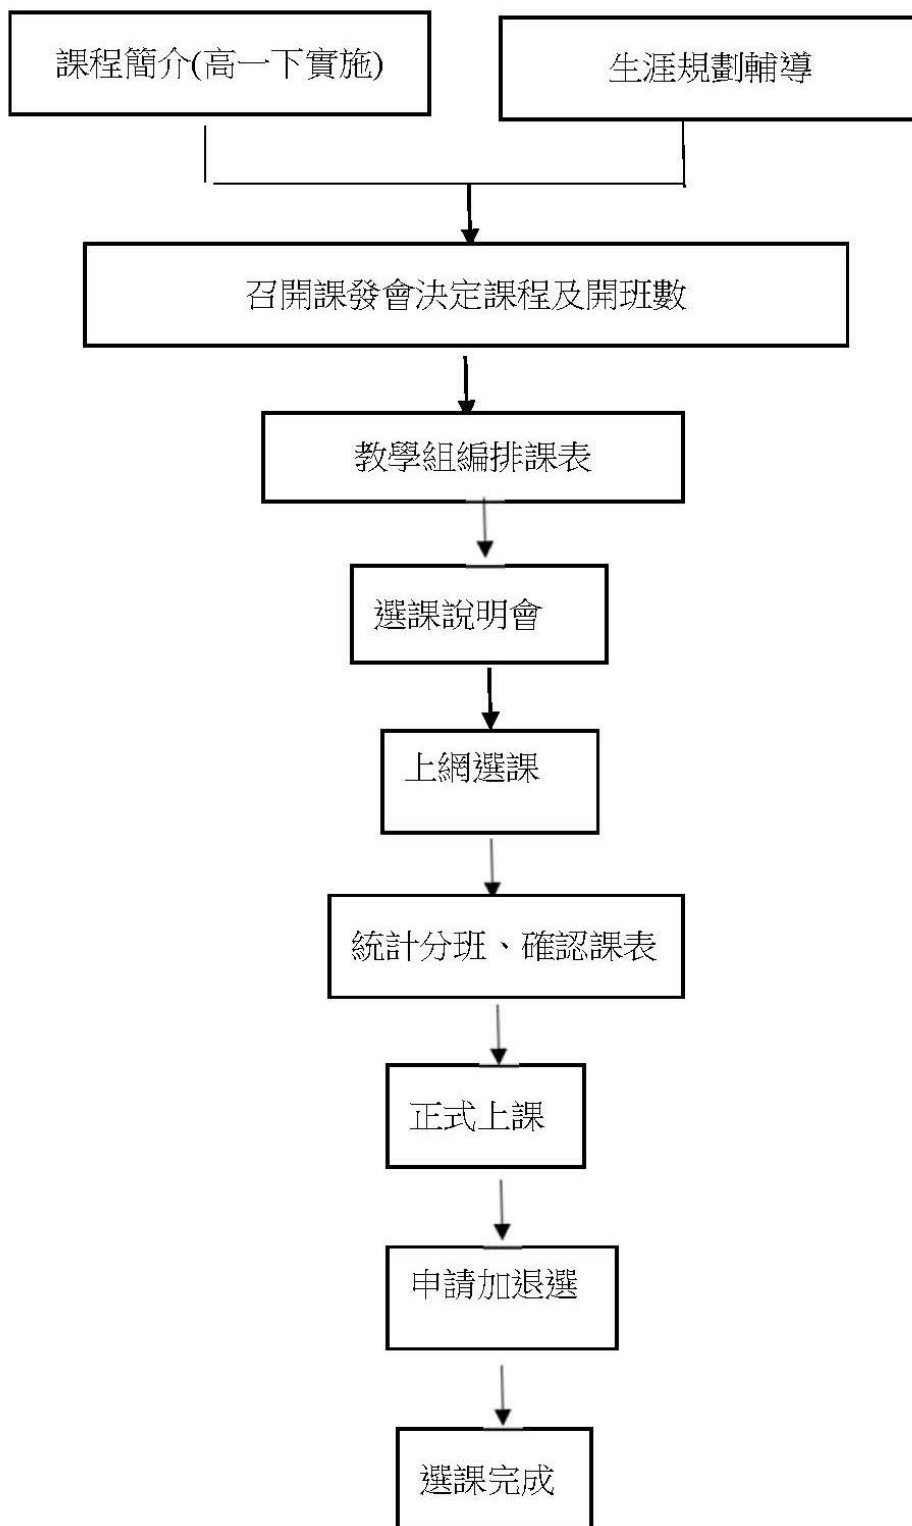 課程簡介(高一下實施)
生涯規劃輔導
召開課發會決定課程及開班數
教學組編排課表
選課說明會
上網選課
統計分班、確認課表
正式上課
申請加退選
選課完成